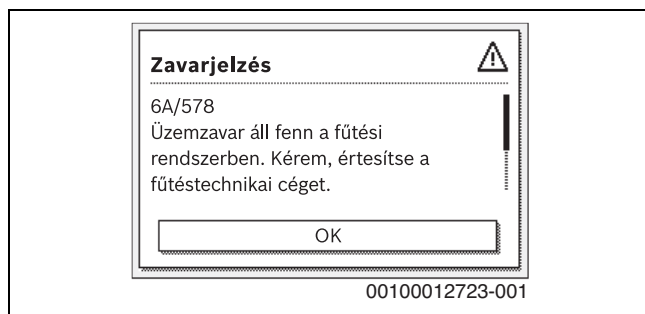 Zavarjelzés
6A/578
Üzemzavar áll fenn a fűtési
rendszerben. Kérem, értesítse a
fűtéstechnikai céget.
OK
00100012723-001